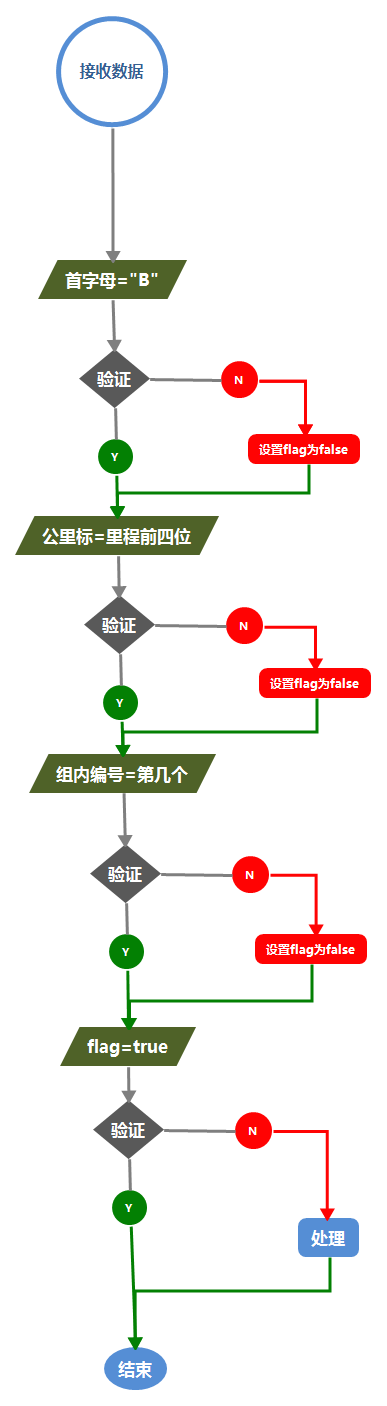 接收数据
首字母="B"
验证
N
Y
设置flag为false
公里标=里程前四位
验证
N
设置flag为false
Y
组内编号=第几个
验证
N
Y
设置flag为false
flag=true
验证
N
Y
处理
结束